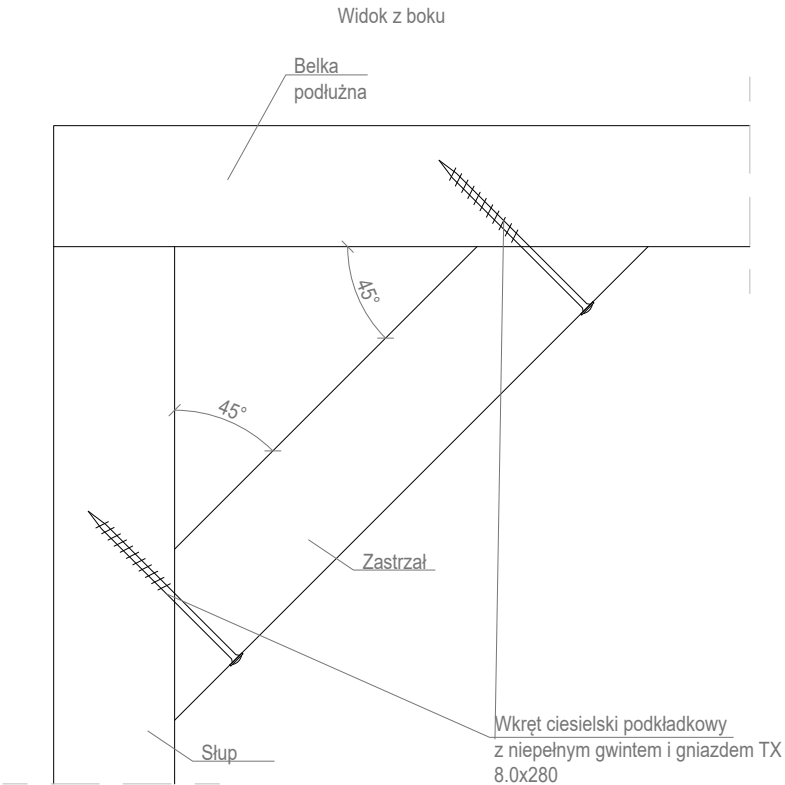 Widok z boku
Belka
podłużna
45°
45°
Zastrzał
Wkręt ciesielski podkładkowy
z niepełnym gwintem i gniazdem TX
8.0x280
Słup